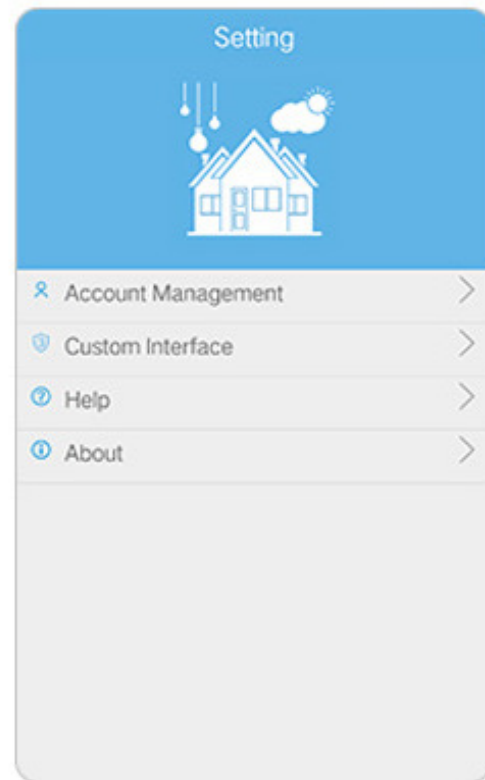 Setting
Account Management
Custom Interface
Help
About